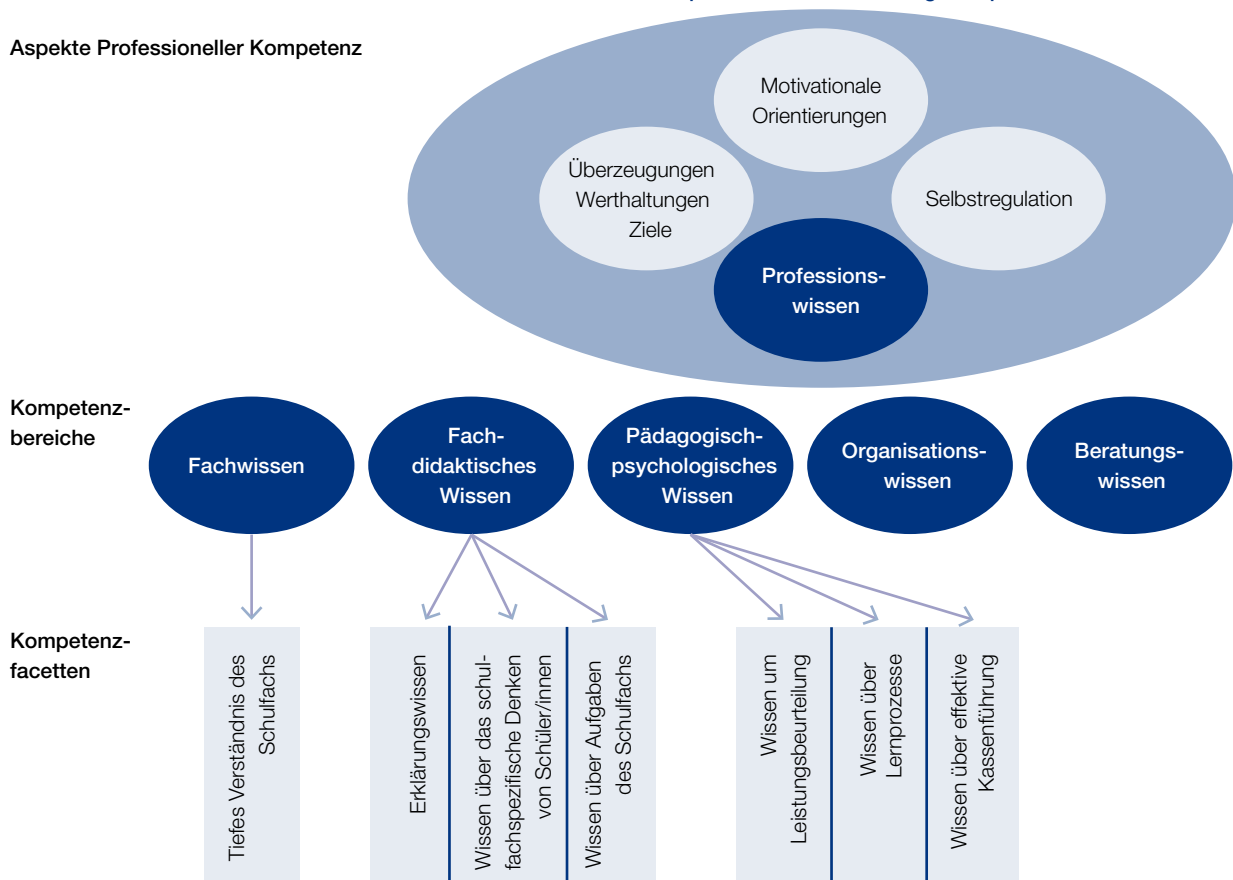 Aspekte Professioneller Kompetenz
Motivationale
Orientierungen
Überzeugungen
Werthaltungen
Ziele
Selbstregulation
Professions-
wissen
Kompetenz-
bereiche
Fachwissen
Fach-
didaktisches
Wissen
Pädagogisch-
psychologisches
Wissen
Organisations-
wissen
Beratungs-
wissen
Kompetenz-
facetten
Tiefes Verständnis des
Schulfachs
Erklärungswissen
Wissen über das schul-
fachspezifische Denken
von Schüler/innen
Wissen über Aufgaben
des Schulfachs
Wissen um
Leistungsbeurteilung
Wissen über
Lernprozesse
Wissen über effektive
Kassenführung